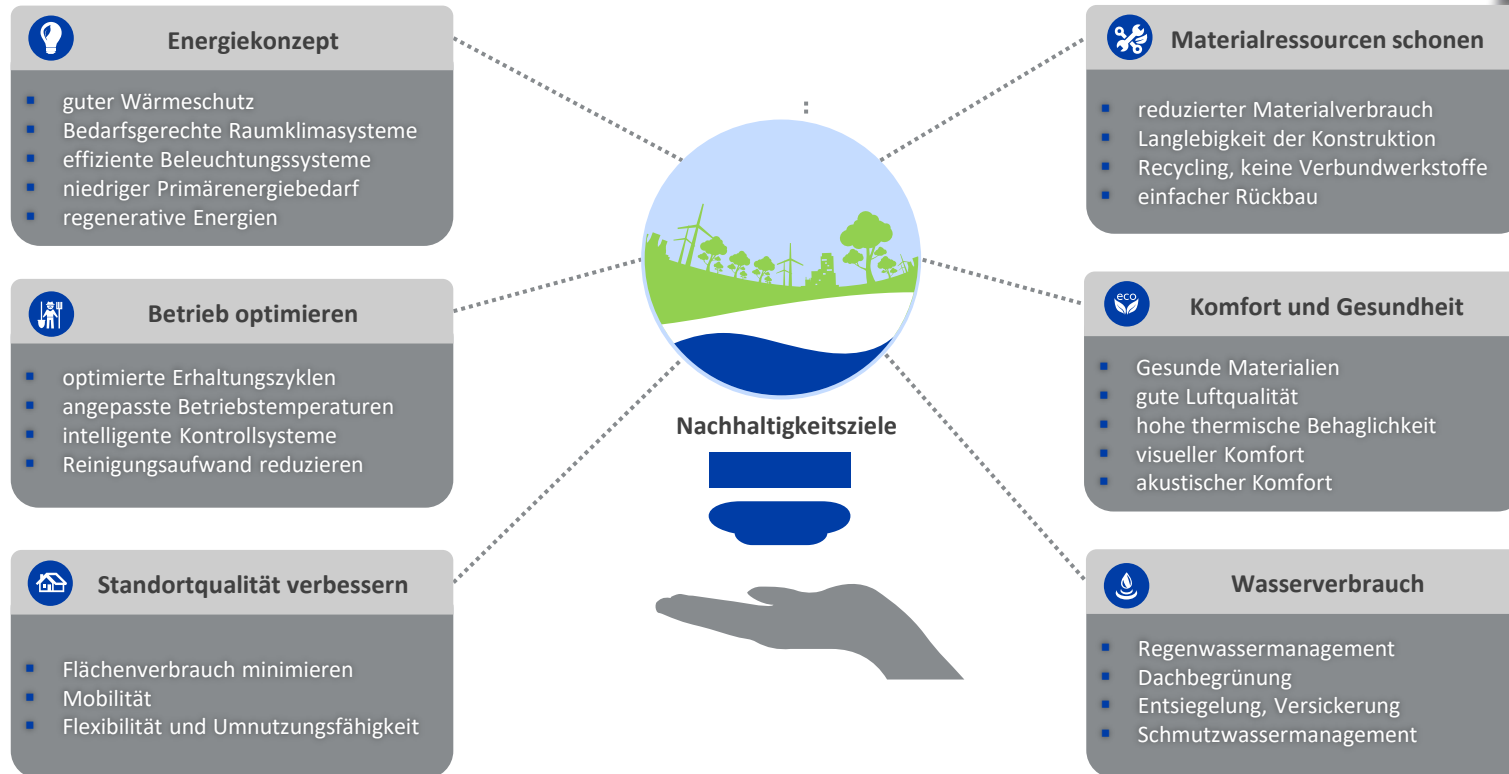 Energiekonzept
guter Wärmeschutz
Bedarfsgerechte Raumklimasysteme
effiziente Beleuchtungssysteme
niedriger Primärenergiebedarf
regenerative Energien
Betrieb optimieren
optimierte Erhaltungszyklen
angepasste Betriebstemperaturen
intelligente Kontrollsysteme
Reinigungsaufwand reduzieren
Standortqualität verbessern
Flächenverbrauch minimieren
Mobilität
Flexibilität und Umnutzungsfähigkeit
Nachhaltigkeitsziele
Materialressourcen schonen
reduzierter Materialverbrauch
Langlebigkeit der Konstruktion
Recycling, keine Verbundwerkstoffe
einfacher Rückbau
eco
Komfort und Gesundheit
Gesunde Materialien
gute Luftqualität
hohe thermische Behaglichkeit
visueller Komfort
akustischer Komfort
Wasserverbrauch
Regenwassermanagement
Dachbegrünung
Entsiegelung, Versickerung
Schmutzwassermanagement